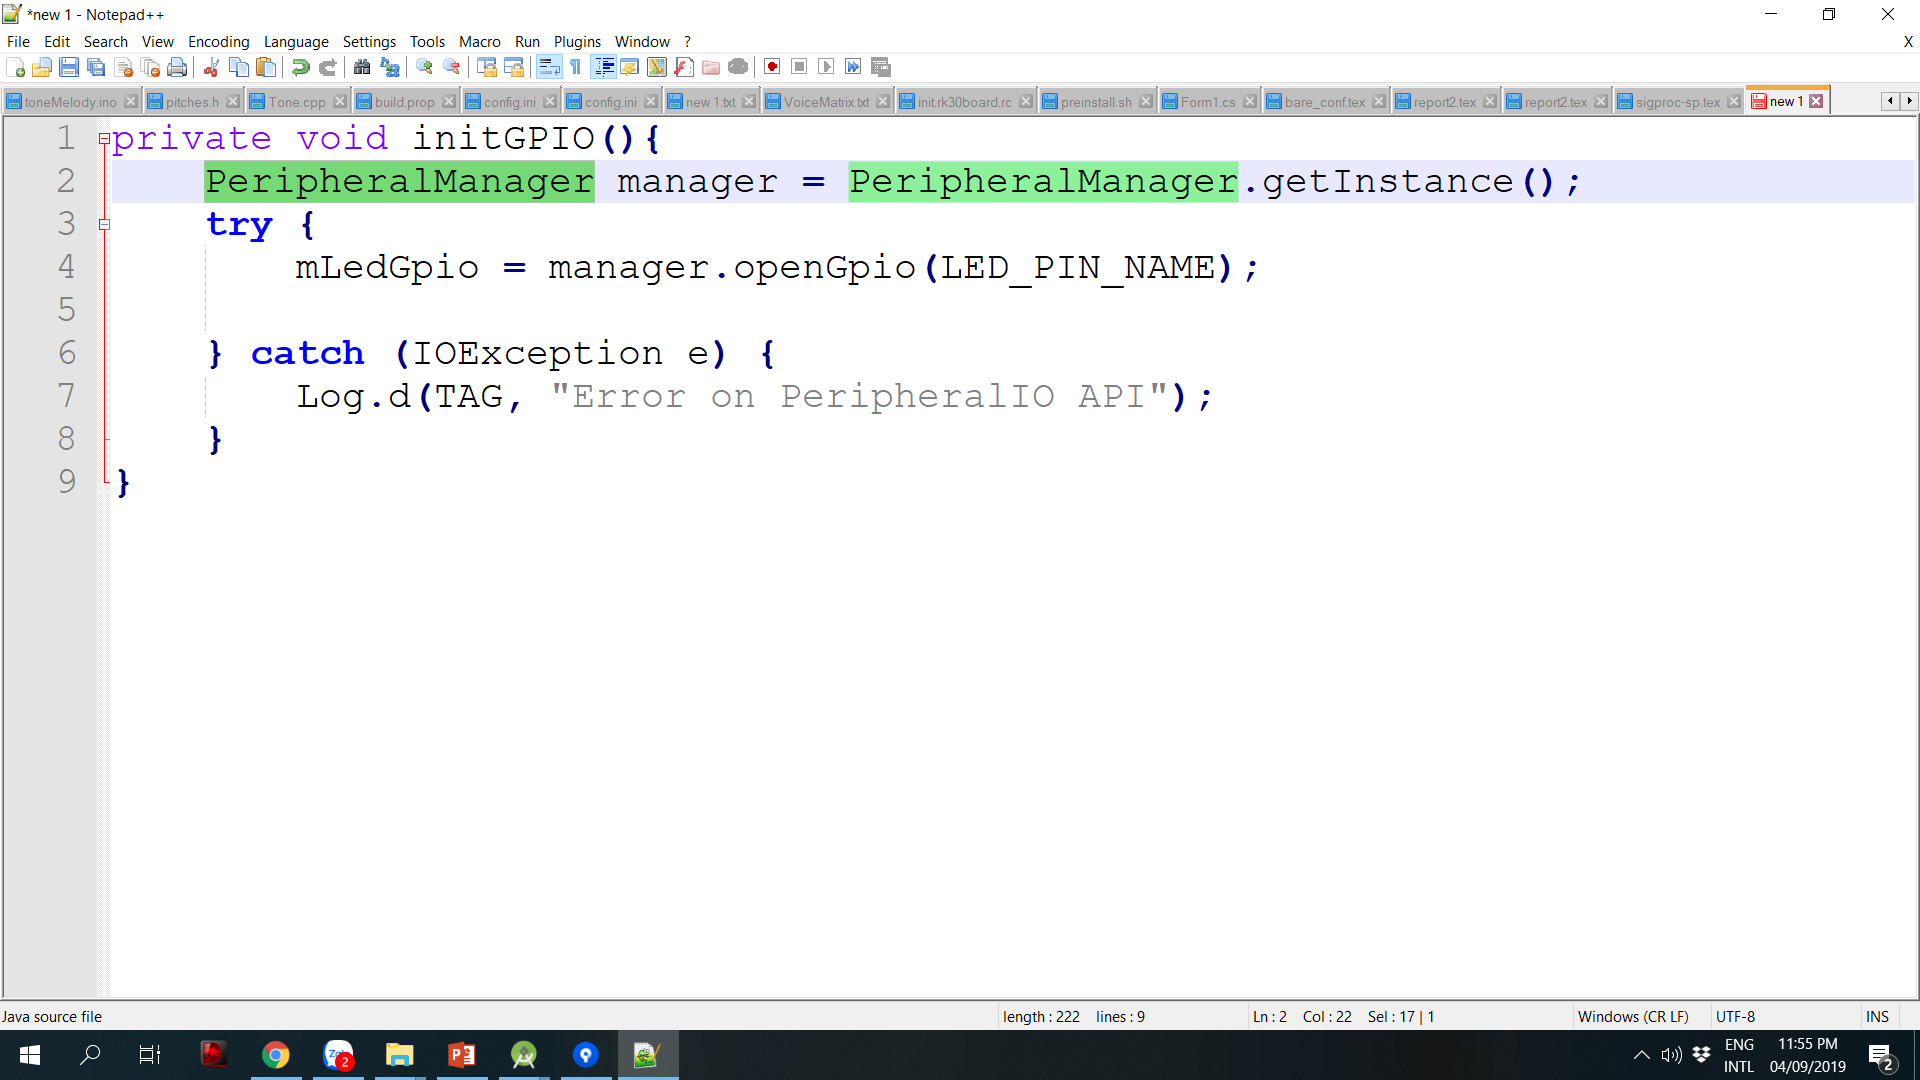 *new 1 - Notepad++
File Edit Search View Encoding Language Settings Tools Macro Run Plugins Window ? X
toneMelody.ino pitches.h Tone.cpp build.prop config.ini config.ini new 1.txt VoiceMatrix.txt init.rk30board.rc preinstall.sh Form1.cs bare_conf.tex report2.tex report2.tex sigproc-sp.tex new 1
1 private void initGPIO(){
2 PeripheralManager manager = PeripheralManager.getInstance();
3 try {
4 mLedGpio = manager.openGpio(LED_PIN_NAME);
5
6 } catch (IOException e) {
7 Log.d(TAG, "Error on PeripheralIO API");
8 }
9 }
Java source file length : 222 lines : 9 Ln : 2 Col : 22 Sel : 17 | 1 Windows (CR LF) UTF-8 INS
ENG 11:55 PM
INTL 04/09/2019
2
2